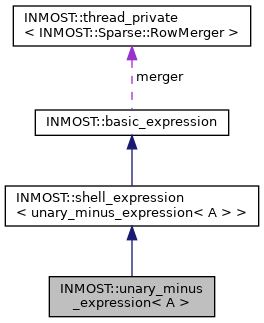 INMOST::thread_private
< INMOST::Sparse::RowMerger >
merger
INMOST::basic_expression
INMOST::shell_expression
< unary_minus_expression< A > >
INMOST::unary_minus
_expression< A >